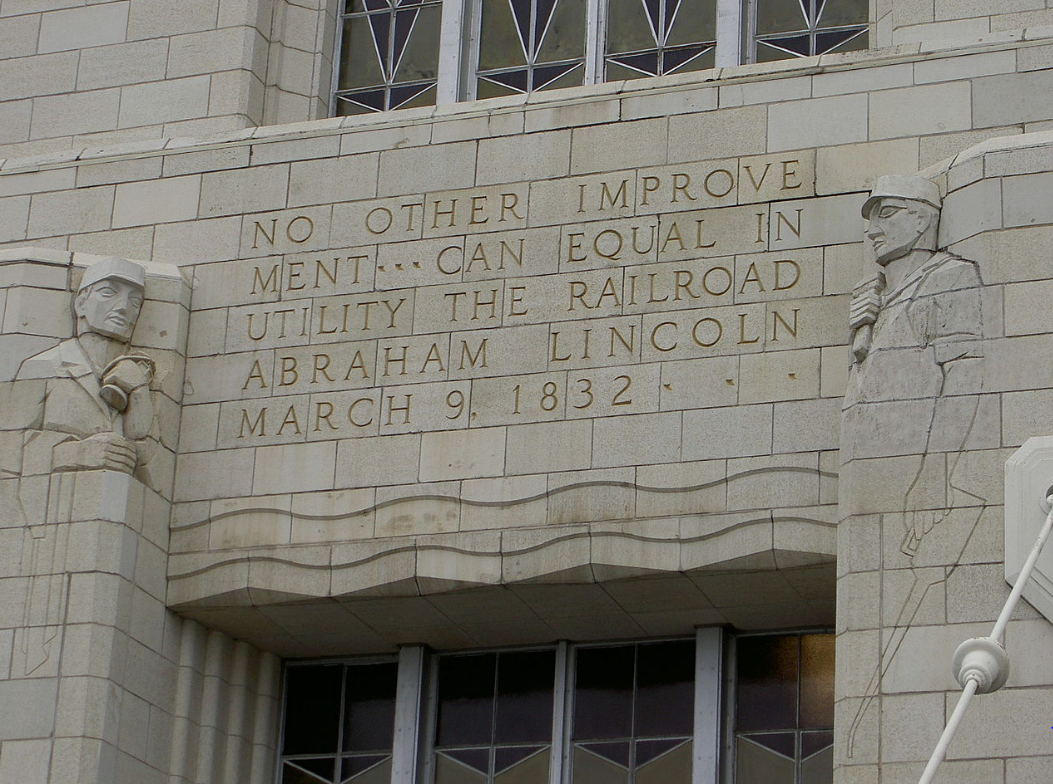 NO OTHER IMPROVE
MENT···CAN EQUAL IN
UTILITY THE RAILROAD
ABRAHAM LINCOLN
MARCH 9, 1832 · · ·